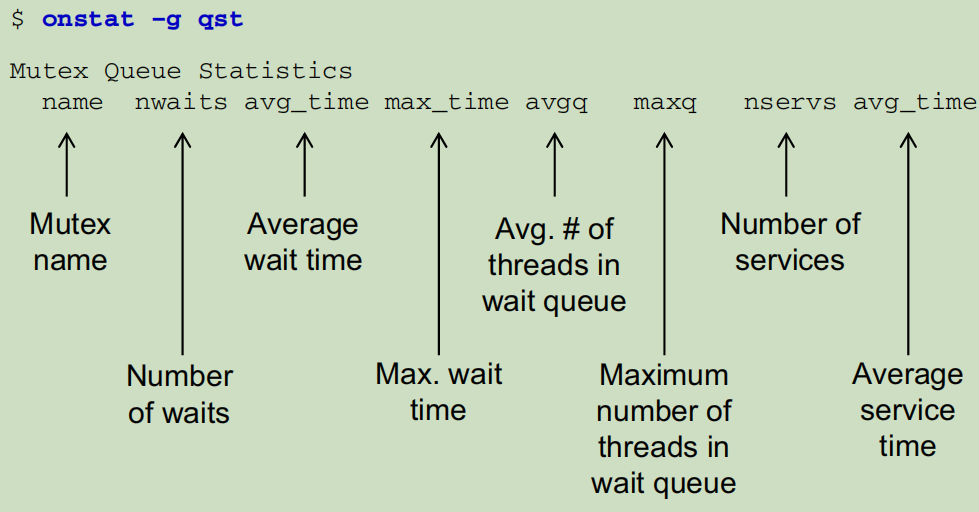 $ onstat -g qst
Mutex Queue Statistics
name nwaits avg_time max_time avgq maxq nservs avg_time
Mutex
name
Number
of waits
Average
wait time
Max. wait
time
Avg. # of
threads in
wait queue
Maximum
number of
threads in
wait queue
Number of
services
Average
service
time